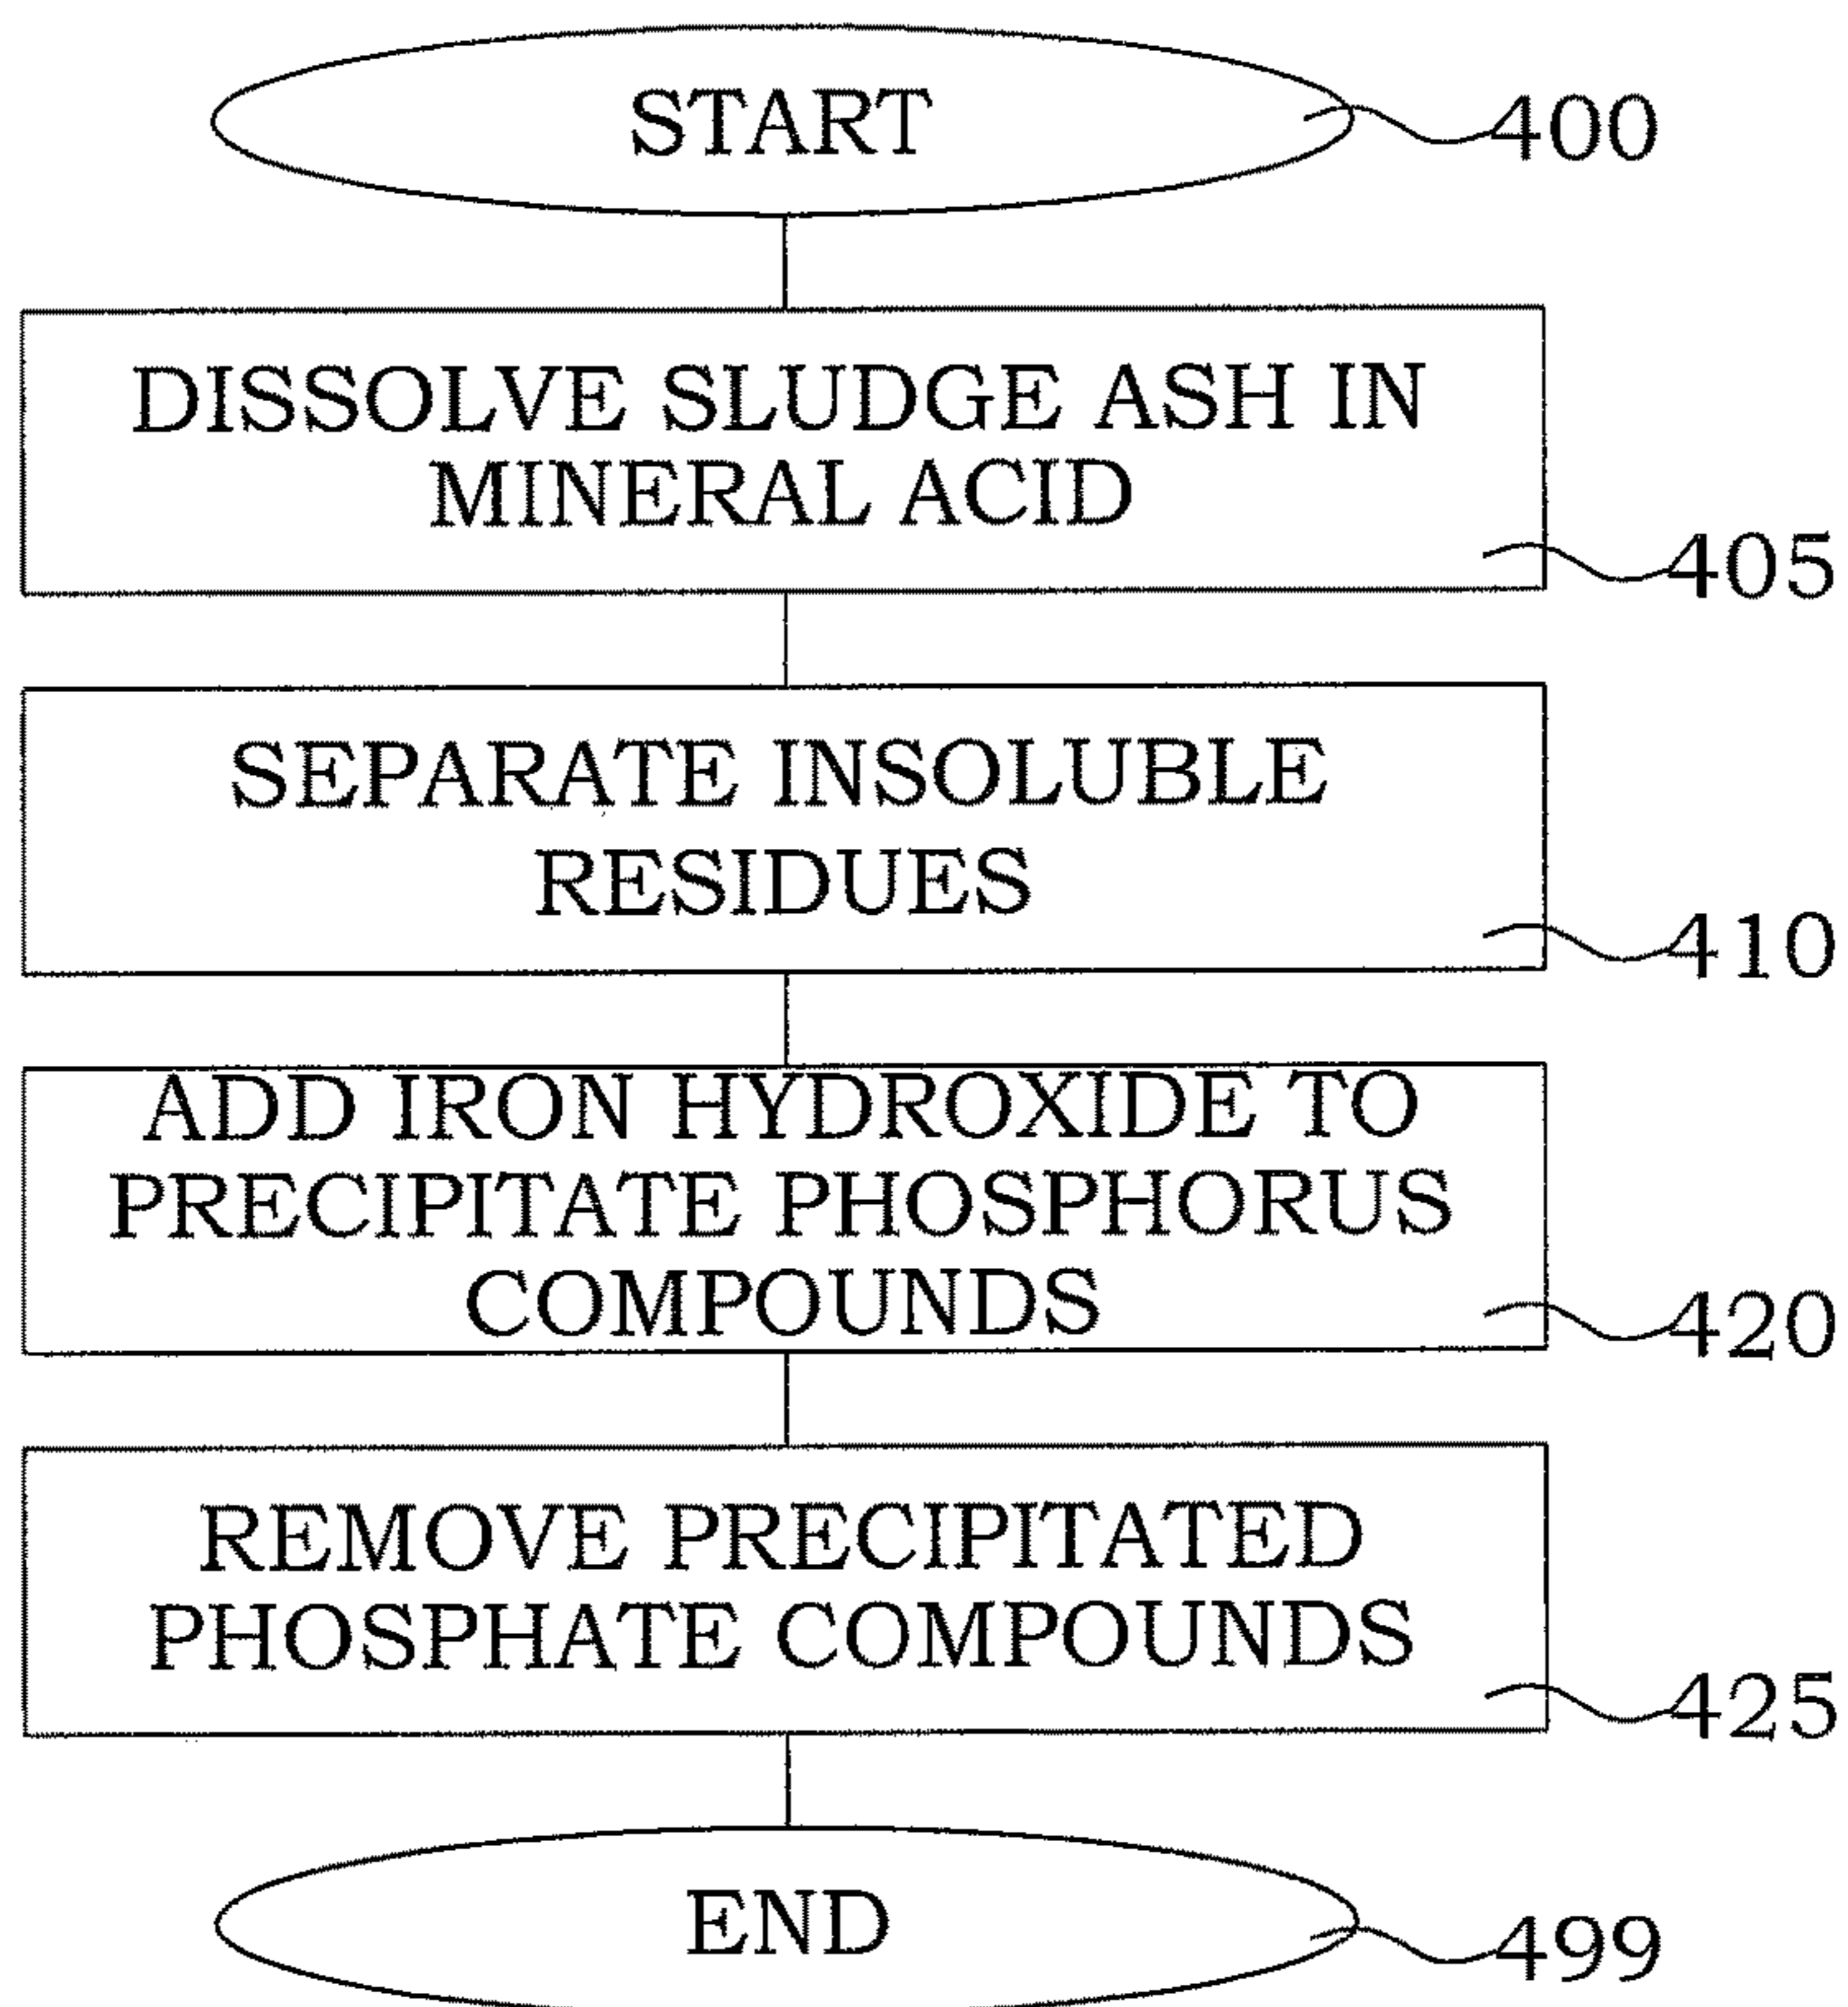 START
400
DISSOLVE SLUDGE ASH IN
MINERAL ACID
405
SEPARATE INSOLUBLE
RESIDUES
410
ADD IRON HYDROXIDE TO
PRECIPITATE PHOSPHORUS
COMPOUNDS
420
REMOVE PRECIPITATED
PHOSPHATE COMPOUNDS
425
END
499